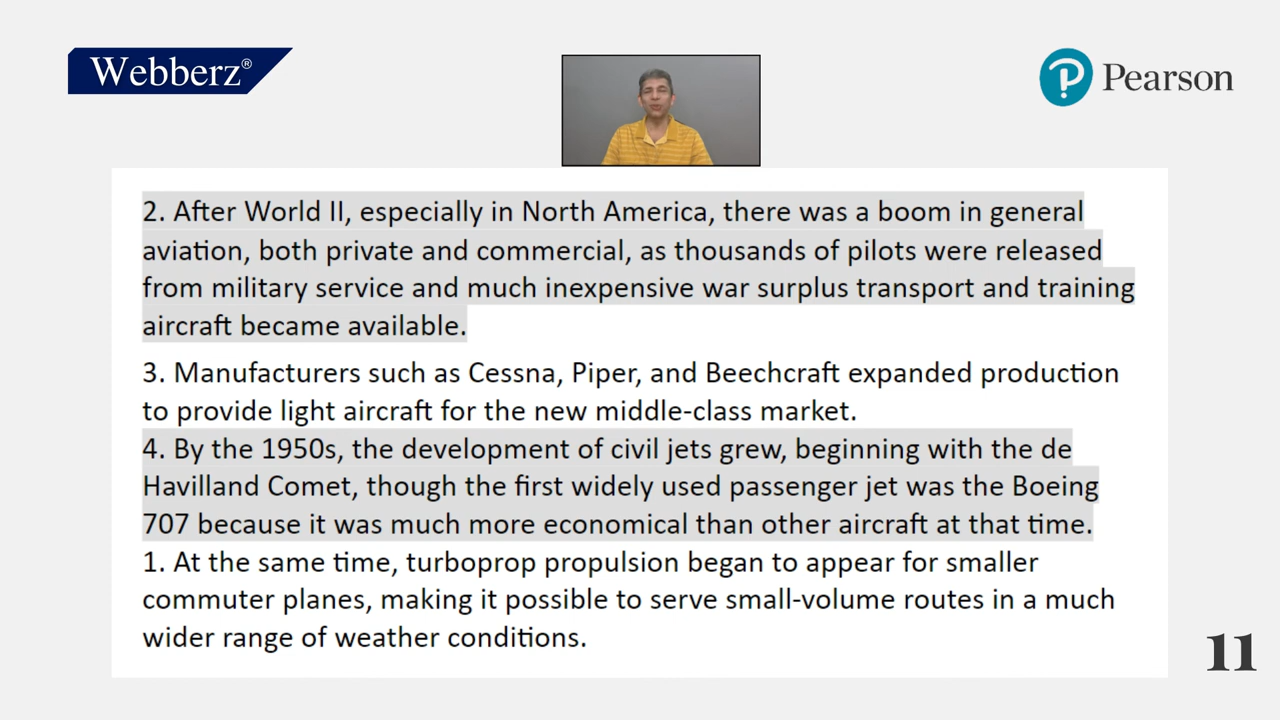 Webberz®
Pearson
2. After World II, especially in North America, there was a boom in general
aviation, both private and commercial, as thousands of pilots were released
from military service and much inexpensive war surplus transport and training
aircraft became available.
3. Manufacturers such as Cessna, Piper, and Beechcraft expanded production
to provide light aircraft for the new middle-class market.
4. By the 1950s, the development of civil jets grew, beginning with the de
Havilland Comet, though the first widely used passenger jet was the Boeing
707 because it was much more economical than other aircraft at that time.
1. At the same time, turboprop propulsion began to appear for smaller
commuter planes, making it possible to serve small-volume routes in a much
wider range of weather conditions.
11